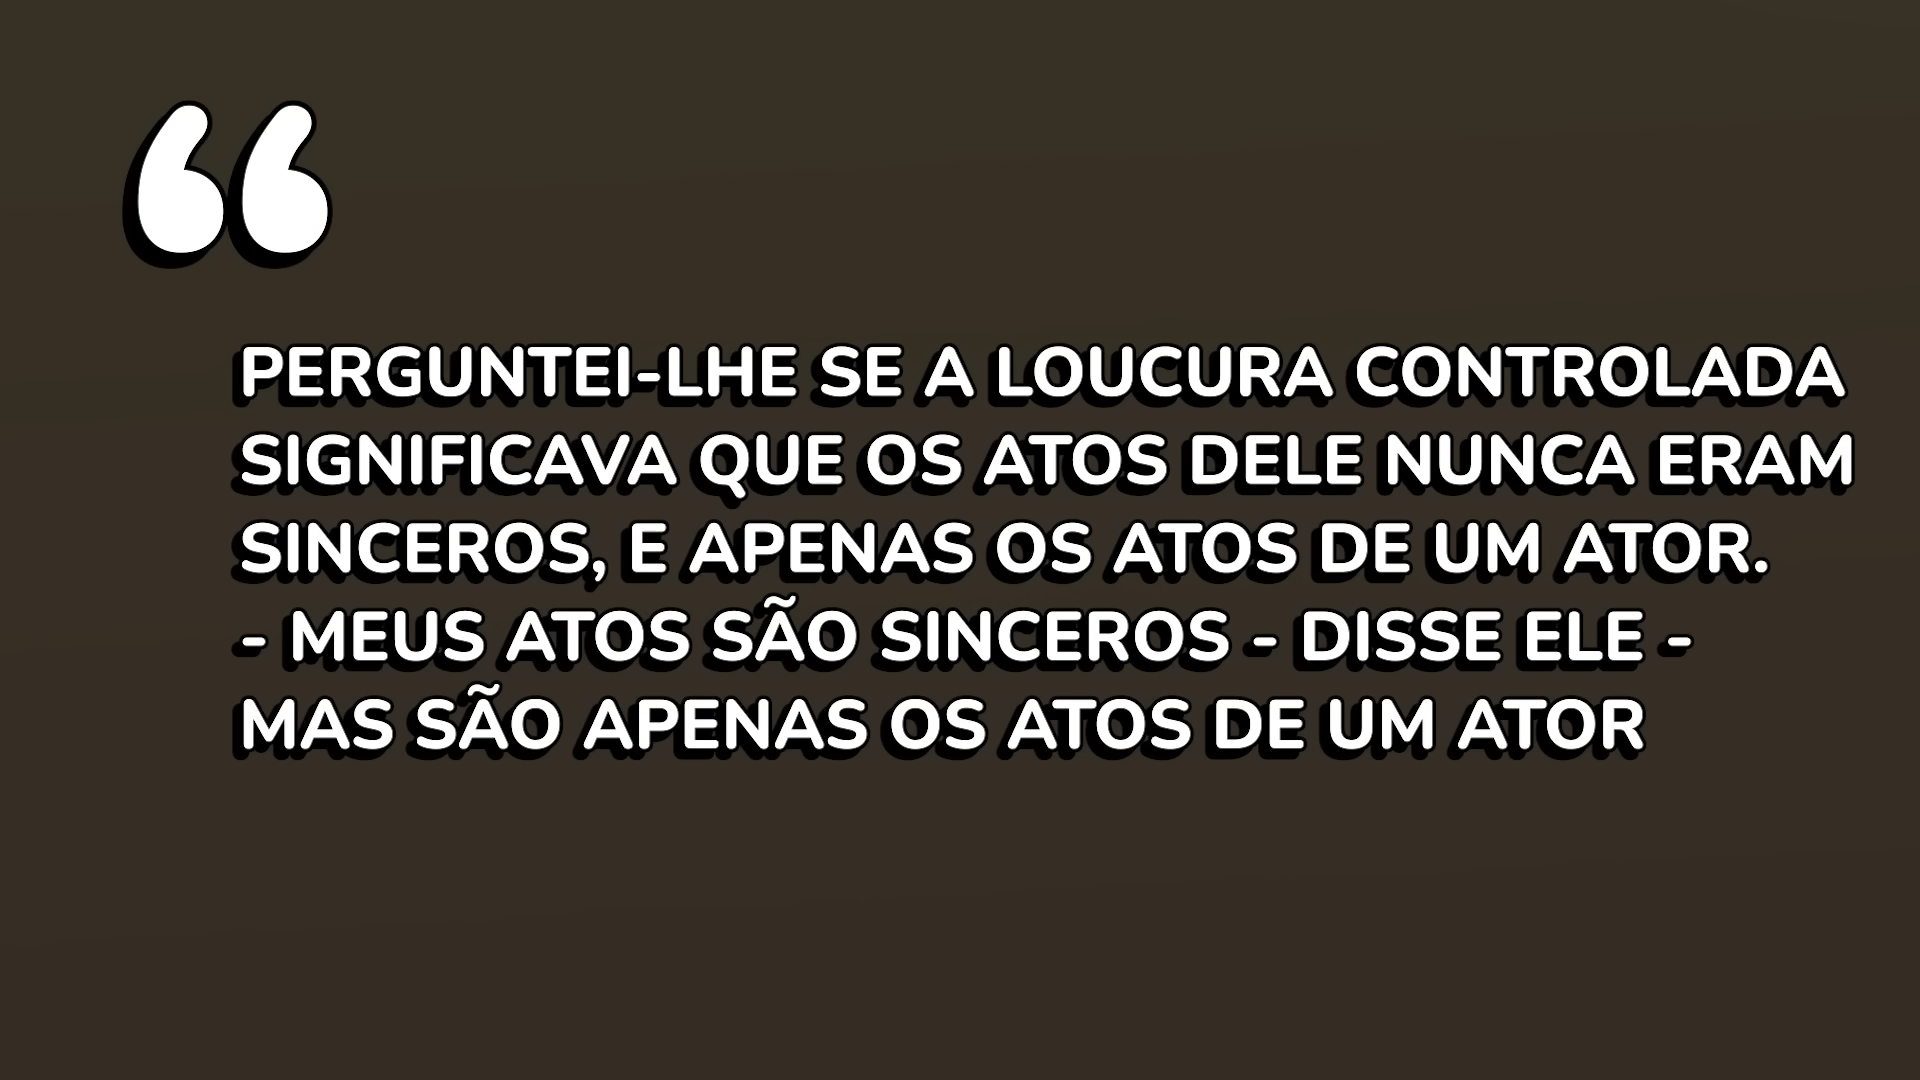 “
PERGUNTEI-LHE SE A LOUCURA CONTROLADA
SIGNIFICAVA QUE OS ATOS DELE NUNCA ERAM
SINCEROS, E APENAS OS ATOS DE UM ATOR.
- MEUS ATOS SÃO SINCEROS - DISSE ELE -
MAS SÃO APENAS OS ATOS DE UM ATOR